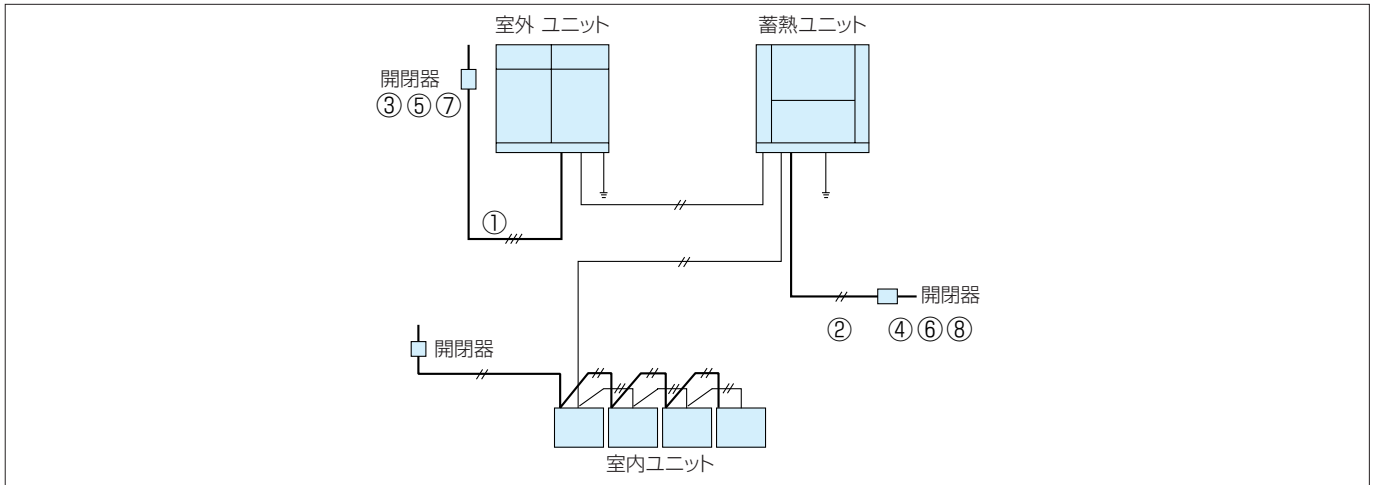 室外 ユニット
蓄熱ユニット
開閉器
③⑤⑦
①
開閉器
②
④⑥⑧
開閉器
室内ユニット